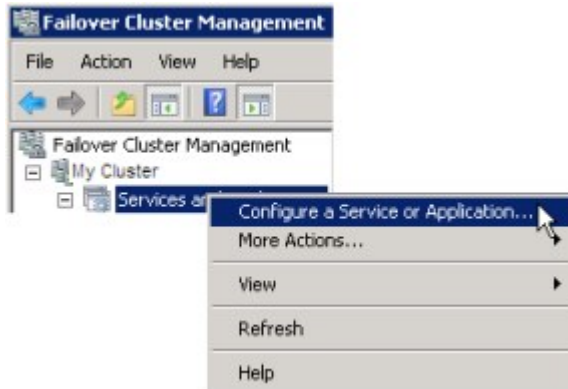 Failover Cluster Management
File Action View Help
Failover Cluster Management
My Cluster
Services
Configure a Service or Application...
More Actions...
View
Refresh
Help